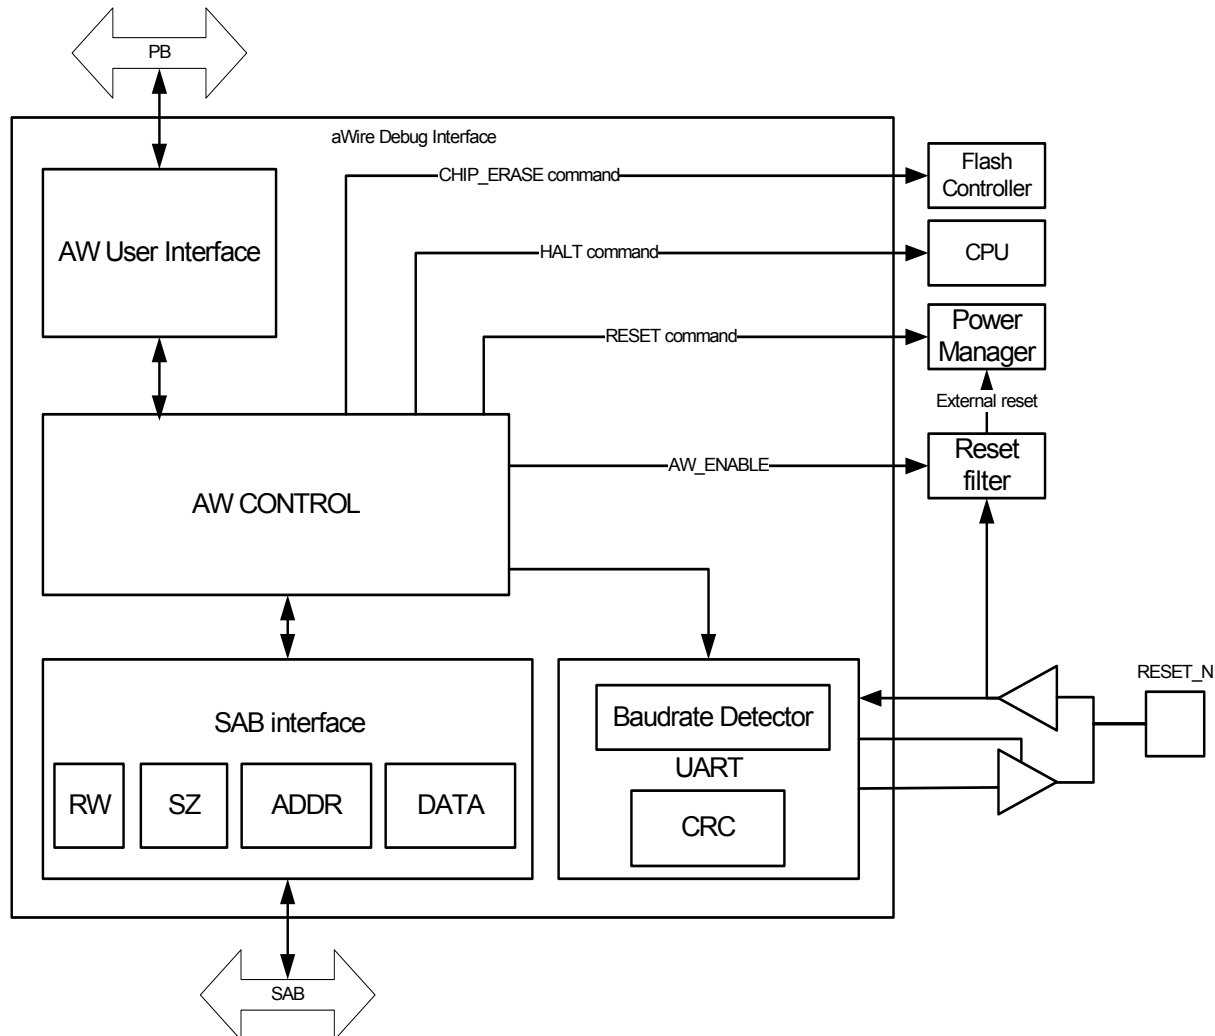 PB
aWire Debug Interface
AW User Interface
CHIP_ERASE command
Flash
Controller
HALT command
CPU
RESET command
Power
Manager
External reset
AW CONTROL
AW_ENABLE
Reset
filter
SAB interface
RW
SZ
ADDR
DATA
Baudrate Detector
UART
CRC
RESET_N
SAB